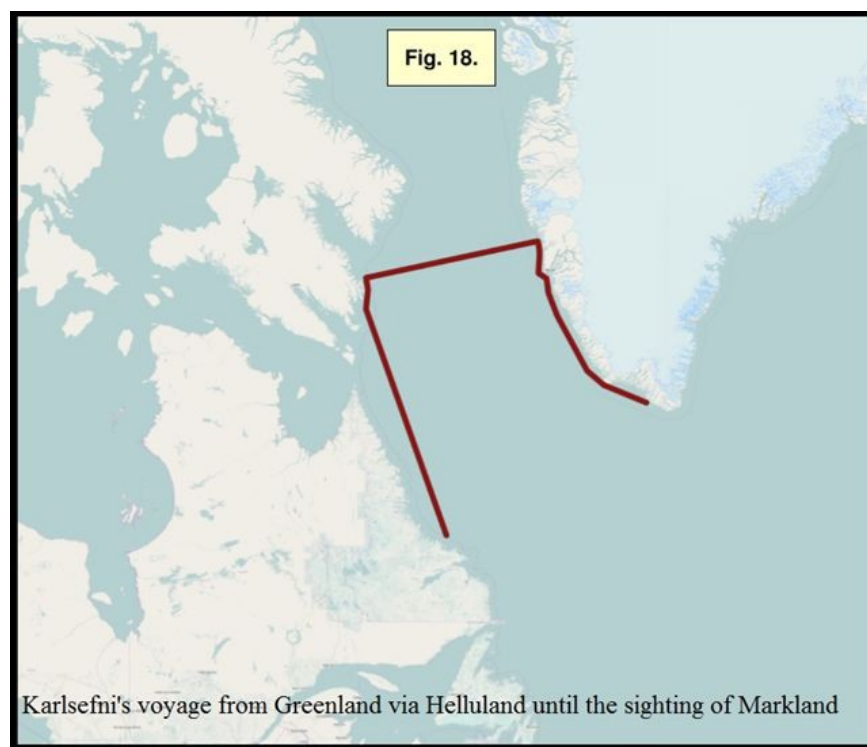 Fig. 18.
Karlsefni's voyage from Greenland via Helluland until the sighting of Markland